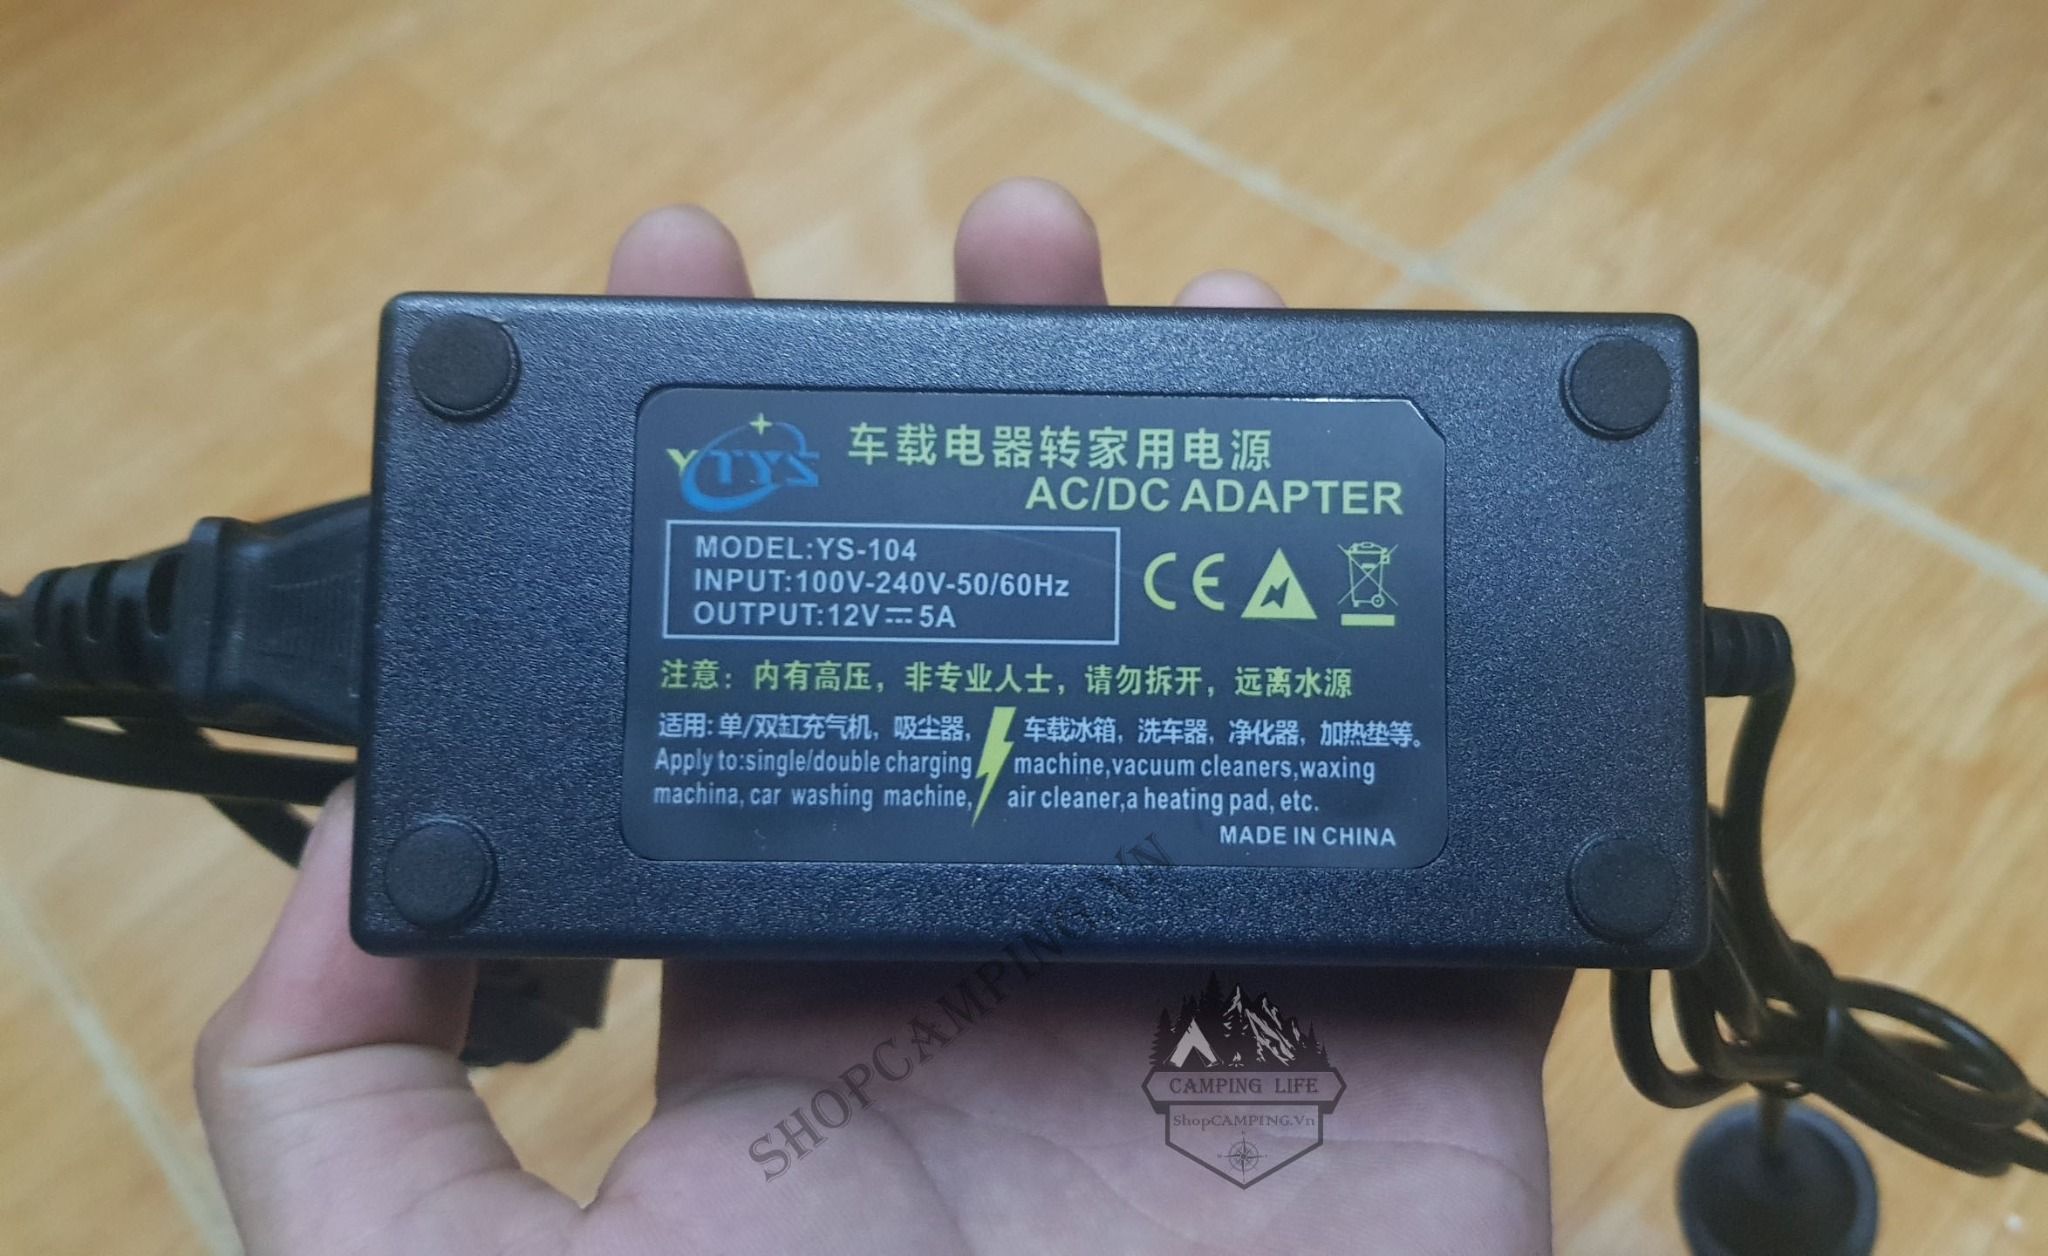 YTYS
车载电器转家用电源
AC/DC ADAPTER
MODEL:YS-104
INPUT:100V-240V-50/60Hz
OUTPUT:12V⎓5A
CE
注意：内有高压，非专业人士，请勿拆开，远离水源
适用：单/双缸充气机，吸尘器，车载冰箱，洗车器，净化器，加热垫等。
Apply to:single/double charging machine,vacuum cleaners,waxing
machina, car washing machine, air cleaner,a heating pad, etc.
MADE IN CHINA
SHOPCAMPING.VN
CAMPING LIFE
ShopCAMPING.Vn